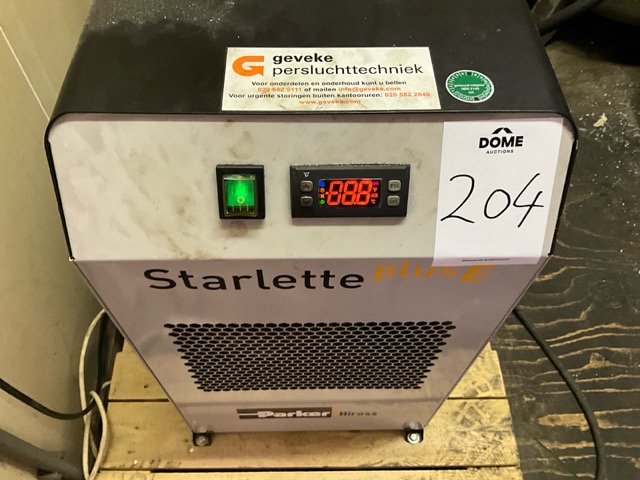 geveke
persluchttechniek
Voor onderdelen en onderhoud kunt u bellen
020 582 9111 of mailen info@geveke.com
Voor urgente storingen buiten kantooruren: 020 582 2640
www.geveke.com
DOME
AUCTIONS
204
Starlette plus E
Parker Hiross